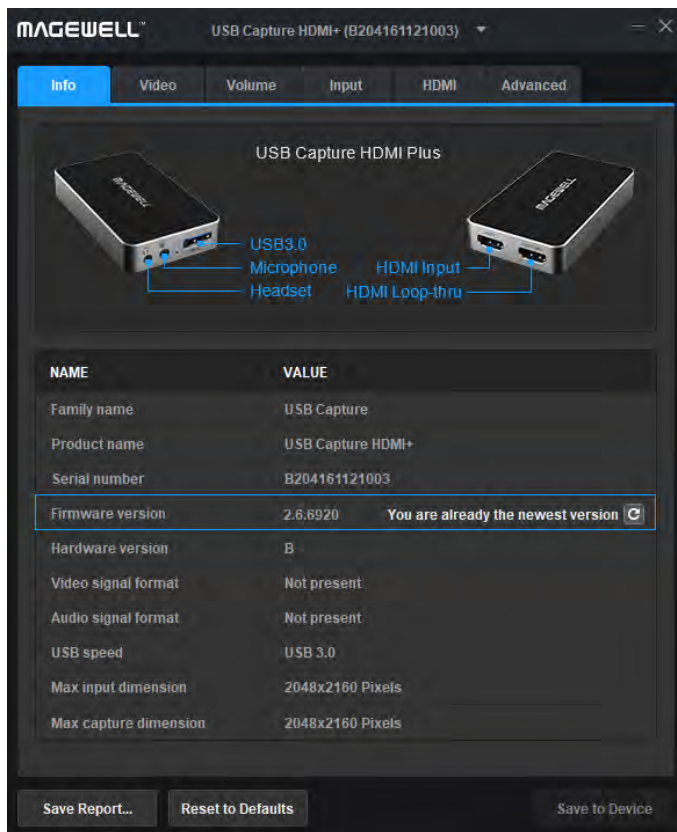 MAGEWELL™ USB Capture HDMI+ (B204161121003)
Info Video Volume Input HDMI Advanced
USB Capture HDMI Plus
MAGEWELL MAGEWELL
USB3.0
Microphone HDMI Input
Headset HDMI Loop-thru
NAME VALUE
Family name USB Capture
Product name USB Capture HDMI+
Serial number B204161121003
Firmware version 2.6.6920 You are already the newest version
Hardware version B
Video signal format Not present
Audio signal format Not present
USB speed USB 3.0
Max input dimension 2048x2160 Pixels
Max capture dimension 2048x2160 Pixels
Save Report... Reset to Defaults Save to Device